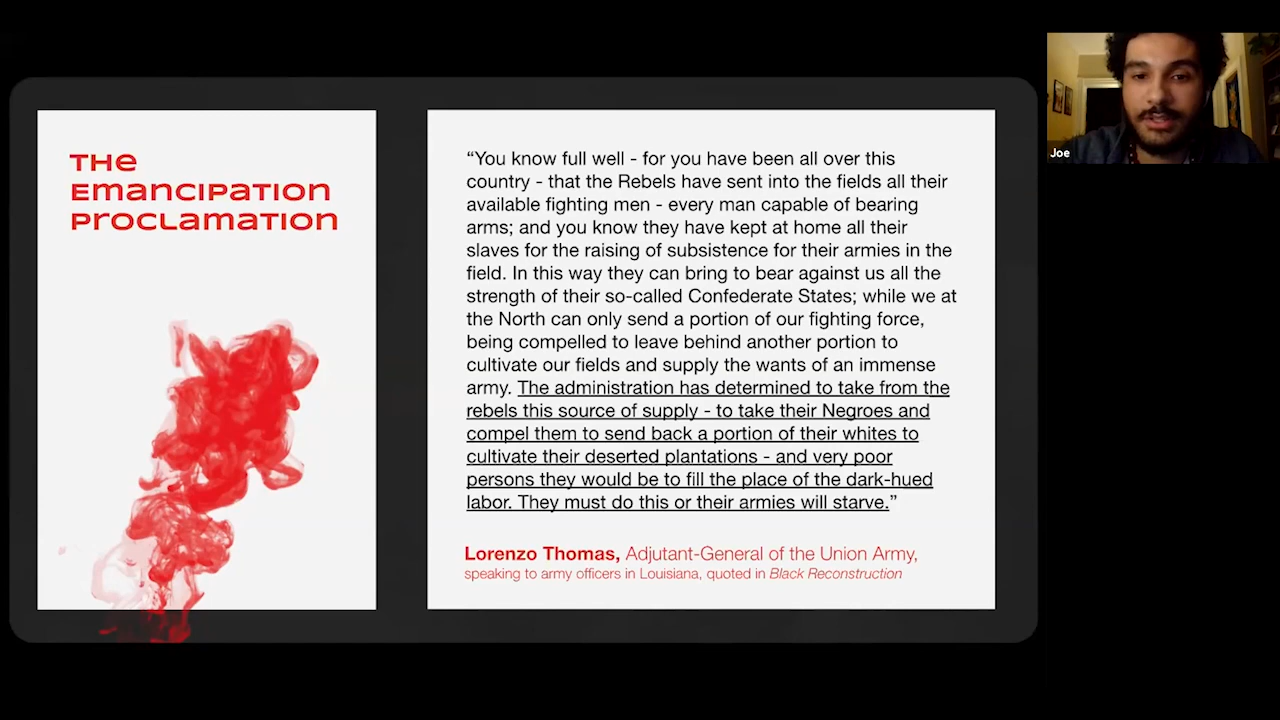 THE
EMANCIPATION
PROCLAMATION
“You know full well - for you have been all over this
country - that the Rebels have sent into the fields all their
available fighting men - every man capable of bearing
arms; and you know they have kept at home all their
slaves for the raising of subsistence for their armies in the
field. In this way they can bring to bear against us all the
strength of their so-called Confederate States; while we at
the North can only send a portion of our fighting force,
being compelled to leave behind another portion to
cultivate our fields and supply the wants of an immense
army. The administration has determined to take from the
rebels this source of supply - to take their Negroes and
compel them to send back a portion of their whites to
cultivate their deserted plantations - and very poor
persons they would be to fill the place of the dark-hued
labor. They must do this or their armies will starve.”
Lorenzo Thomas, Adjutant-General of the Union Army,
speaking to army officers in Louisiana, quoted in Black Reconstruction
Joe